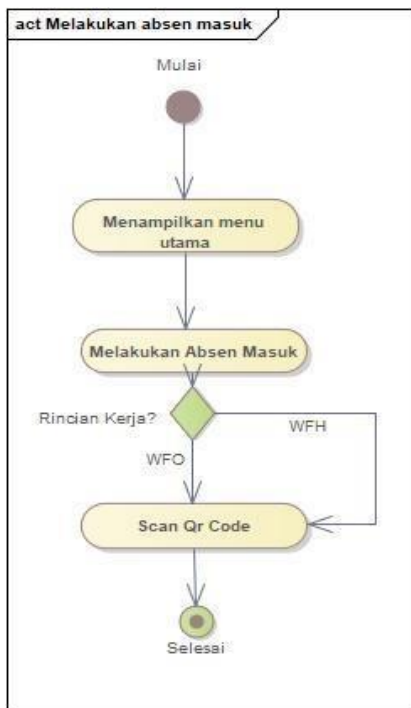 act Melakukan absen masuk
Mulai
Menampilkan menu
utama
Melakukan Absen Masuk
Rincian Kerja?
WFH
WFO
Scan Qr Code
Selesai